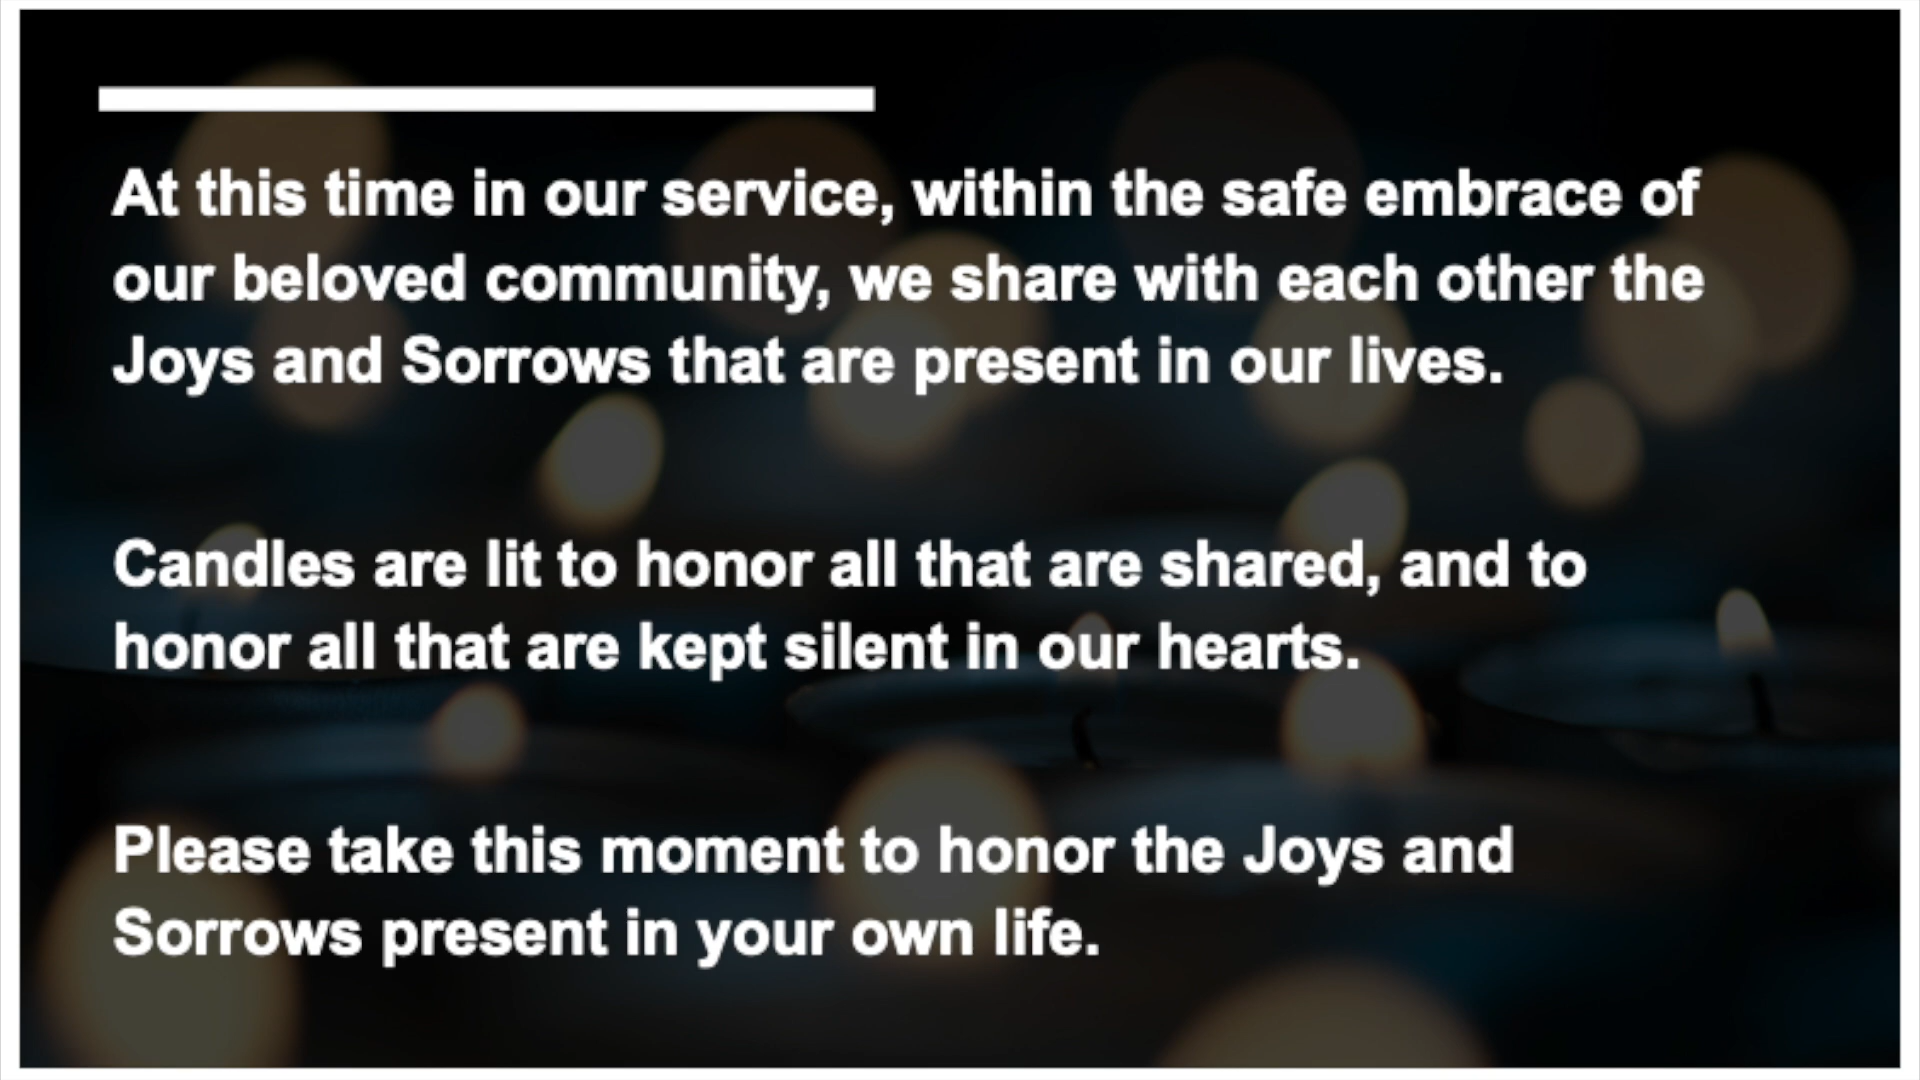 At this time in our service, within the safe embrace of
our beloved community, we share with each other the
Joys and Sorrows that are present in our lives.
Candles are lit to honor all that are shared, and to
honor all that are kept silent in our hearts.
Please take this moment to honor the Joys and
Sorrows present in your own life.